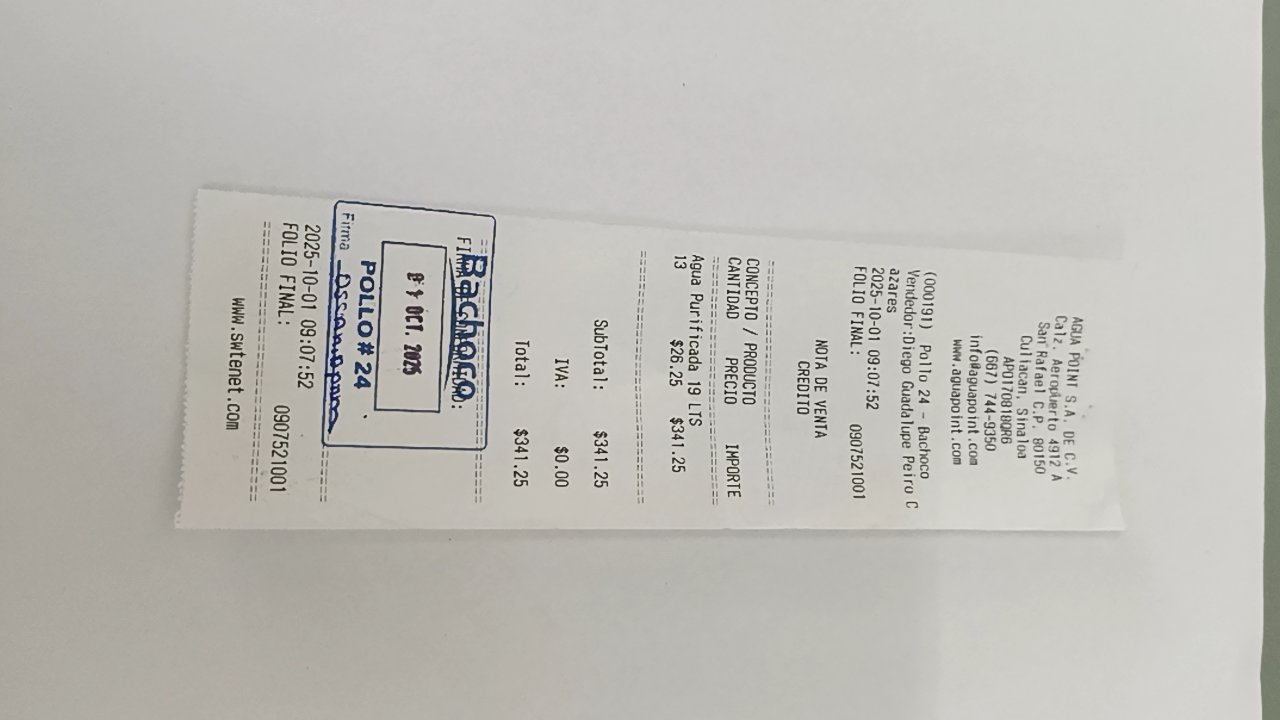 AGUA POINT S.A. DE C.V.
Calz. Aeropuerto 4912 A
San Rafael C.P. 80150
Culiacan, Sinaloa
APO170818QR6
(667) 744-9350
info@aguapoint.com
www.aguapoint.com
(000191) Pollo 24 - Bachoco
Vendedor:Diego Guadalupe Peiro C
azares
2025-10-01 09:07:52
FOLIO FINAL: 0907521001
NOTA DE VENTA
CREDITO
CONCEPTO / PRODUCTO
CANTIDAD PRECIO IMPORTE
Agua Purificada 19 LTS
13 $26.25 $341.25
SubTotal: $341.25
IVA: $0.00
Total: $341.25
Bachoco
OCT. 2025
POLLO # 24
Firma
2025-10-01 09:07:52
FOLIO FINAL: 0907521001
www.swtenet.com